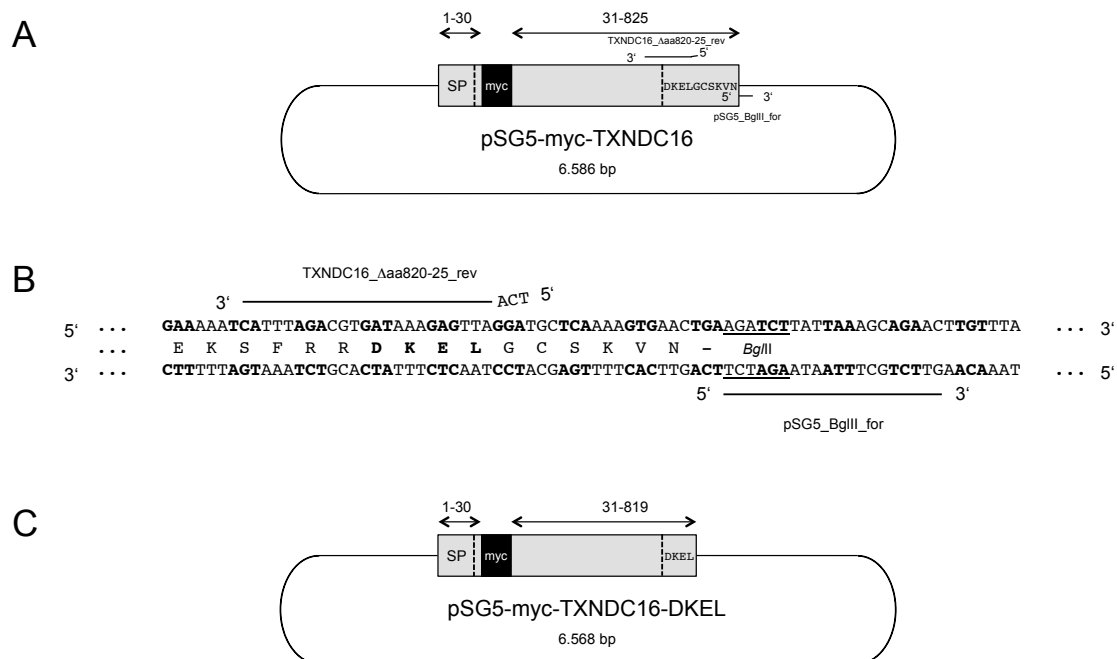 A
1-30 31-825
TXNDC16_Δaa820-25_rev
3‘ 5‘
SP myc DKELGCSKVN
5‘ 3‘
pSG5_BglII_for
pSG5-myc-TXNDC16
6.586 bp
B
TXNDC16_Δaa820-25_rev
3‘ ACT 5‘
5‘ ... GAAAAATCATTTAGACGTGATAAAGAGTTAGGATGCTCAAAAGTGAACTGAAGATCTTATTAAAGCAGAACTTGTTTA ... 3‘
... E K S F R R D K E L G C S K V N – BglII
3‘ ... CTTTTTAGTAAATCTGCACTATTTCTCAATCCTACGAGTTTTCACTTGACTTCTAGAATAATTTCGTCTTGAACAAAT ... 5‘
5‘ 3‘
pSG5_BglII_for
C
1-30 31-819
SP myc DKEL
pSG5-myc-TXNDC16-DKEL
6.568 bp